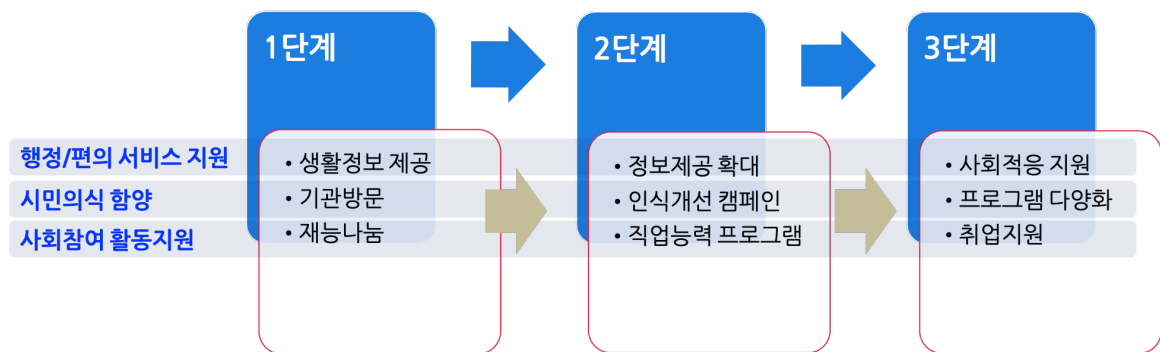 1단계
2단계
3단계
행정/편의 서비스 지원
• 생활정보 제공
• 정보제공 확대
• 사회적응 지원
시민의식 함양
• 기관방문
• 인식개선 캠페인
• 프로그램 다양화
사회참여 활동지원
• 재능나눔
• 직업능력 프로그램
• 취업지원